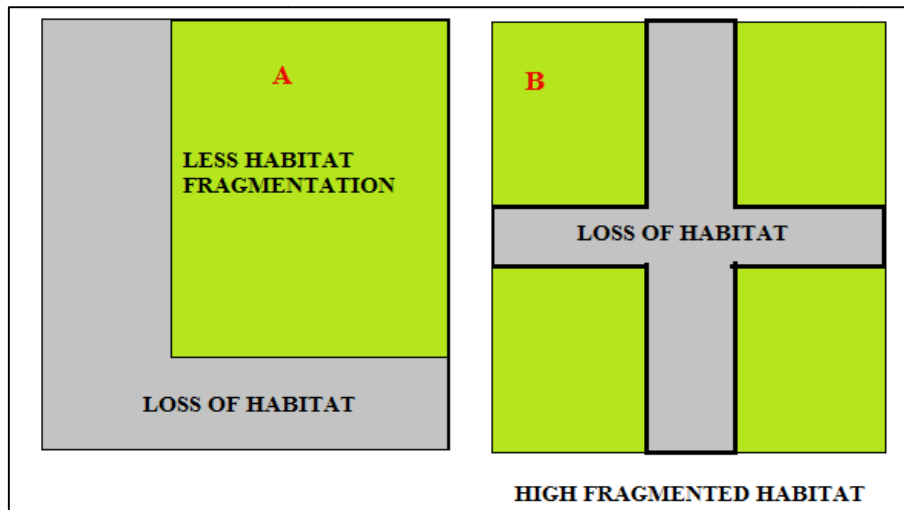 A
LESS HABITAT
FRAGMENTATION
LOSS OF HABITAT
B
LOSS OF HABITAT
HIGH FRAGMENTED HABITAT